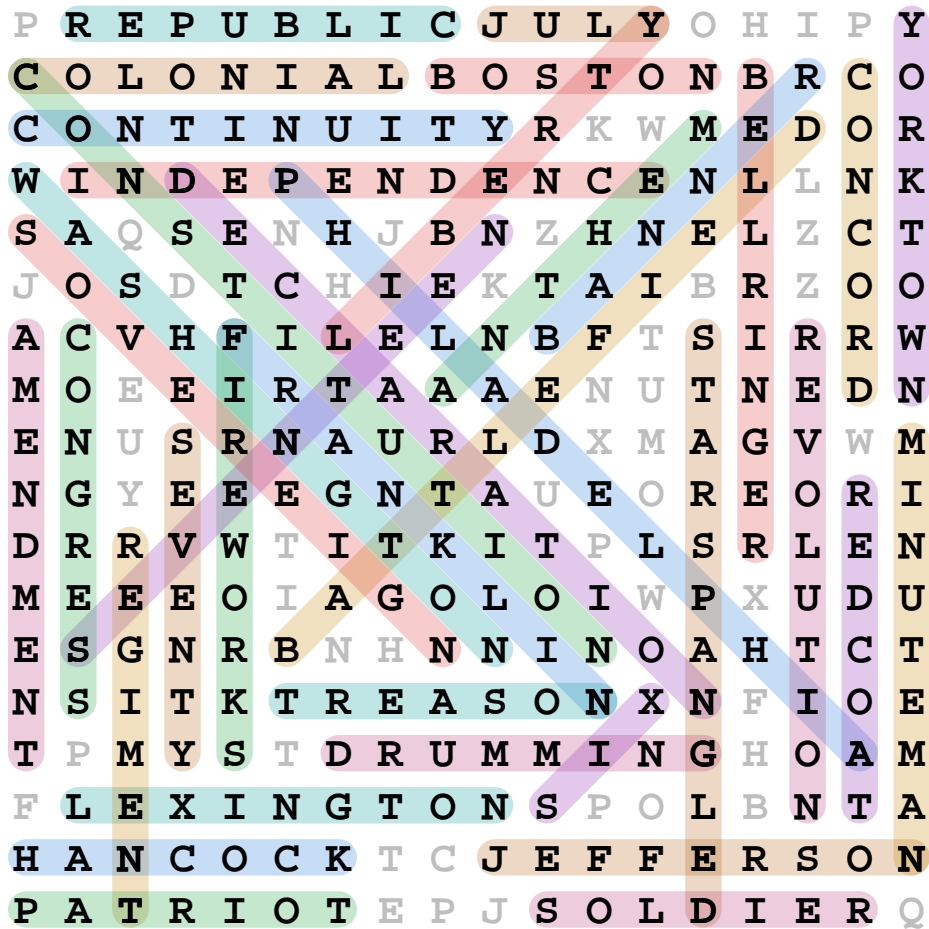 P R E P U B L I C J U L Y O H I P Y
C O L O N I A L B O S T O N B R C O
C O N T I N U I T Y R K W M E D O R
W I N D E P E N D E N C E N L L N K
S A Q S E N H J B N Z H N E L Z C T
J O S D T C H I E K T A I B R Z O O
A C V H F I L E L N B F T S I R R W
M O E E I R T A A A E N U T N E D N
E N U S R N A U R L D X M A G V W M
N G Y E E E G N T A U E O R E O R I
D R R V W T I T K I T P L S R L E N
M E E E O I A G O L O I W P X U D U
E S G N R B N H N N I N O A H T C T
N S I T K T R E A S O N X N F I O E
T P M Y S T D R U M M I N G H O A M
F L E X I N G T O N S P O L B N T A
H A N C O C K T C J E F F E R S O N
P A T R I O T E P J S O L D I E R Q